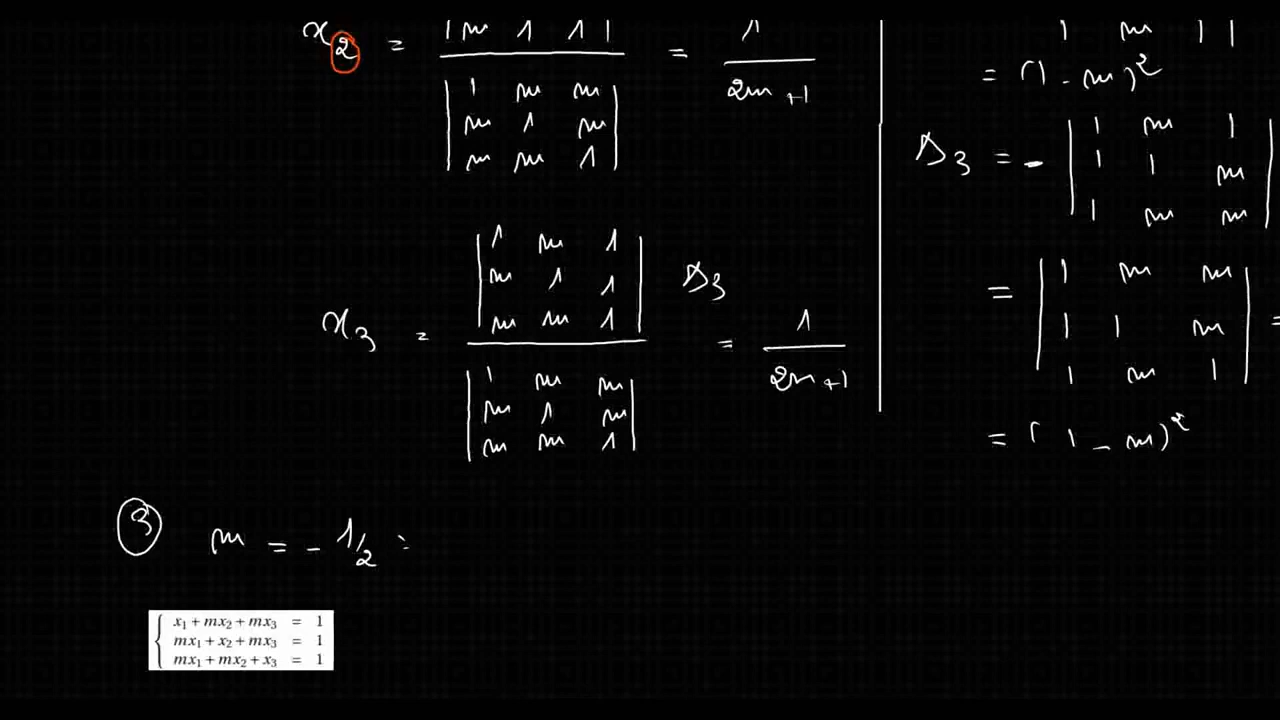 x₂ = |m 1 1| / |1 m m
m 1 m
m m 1| = 1 / 2m+1
x₃ = |1 m 1
m 1 1
m m 1| / |1 m m
m 1 m
m m 1| Δ₃ = 1 / 2m+1
③ m = - 1/2 :
x₁ + mx₂ + mx₃ = 1
mx₁ + x₂ + mx₃ = 1
mx₁ + mx₂ + x₃ = 1
1 m 1 |
= (1 - m)²
Δ₃ = - |1 m 1
1 1 m
1 m m|
= |1 m m
1 1 m
1 m 1| =
= (1 - m)²